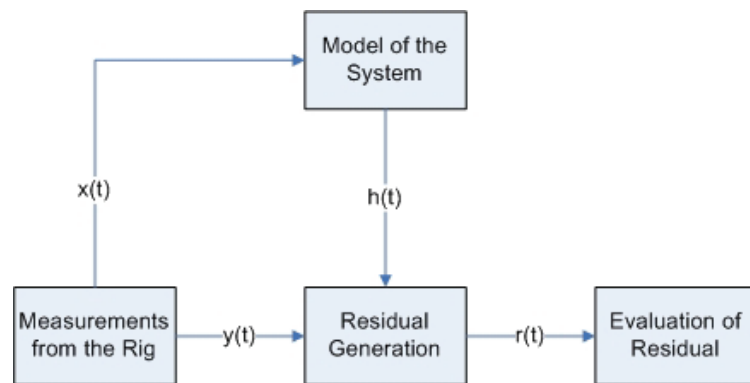 Model of the
System
x(t)
h(t)
Measurements
from the Rig
y(t)
Residual
Generation
r(t)
Evaluation of
Residual